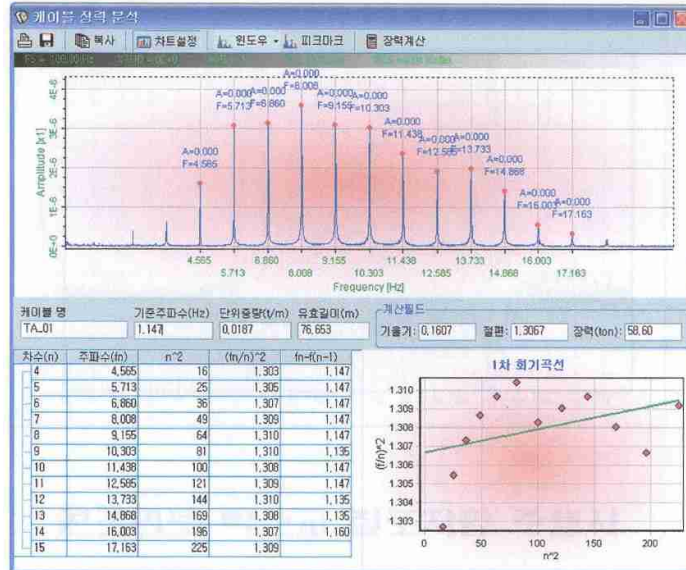 케이블 장력 분석
복사 차트설정 윈도우 피크마크 장력계산
4E-6
3E-6
2E-6
1E-6
0E+0
Amplitude [x1]
A=0,000
F=4,565
A=0,000
F=5,713
A=0,000
F=6,860
A=0,000
F=8,008
A=0,000
F=9,155
A=0,000
F=10,303
A=0,000
F=11,438
A=0,000
F=12,585
A=0,000
F=13,733
A=0,000
F=14,868
A=0,000
F=16,003
A=0,000
F=17,163
4,565 6,860 9,155 11,438 13,733 16,003
5,713 8,008 10,303 12,585 14,868 17,163
Frequency [Hz]
케이블 명 기준주파수(Hz) 단위중량(t/m) 유효길이(m)
TA_01 1,147 0,0187 76,653
계산필드
기울기: 0,1607 절편: 1,3067 장력(ton): 58,60
차수(n) 주파수(fn) n^2 (fn/n)^2 fn-f(n-1)
4 4,565 16 1,303 1,147
5 5,713 25 1,305 1,147
6 6,860 36 1,307 1,147
7 8,008 49 1,309 1,147
8 9,155 64 1,310 1,147
9 10,303 81 1,310 1,135
10 11,438 100 1,308 1,147
11 12,585 121 1,309 1,147
12 13,733 144 1,310 1,135
13 14,868 169 1,308 1,135
14 16,003 196 1,307 1,160
15 17,163 225 1,309
1차 회기곡선
1,310
1,309
1,308
1,307
1,306
1,305
1,304
1,303
(f/n)^2
0 50 100 150 200
n^2